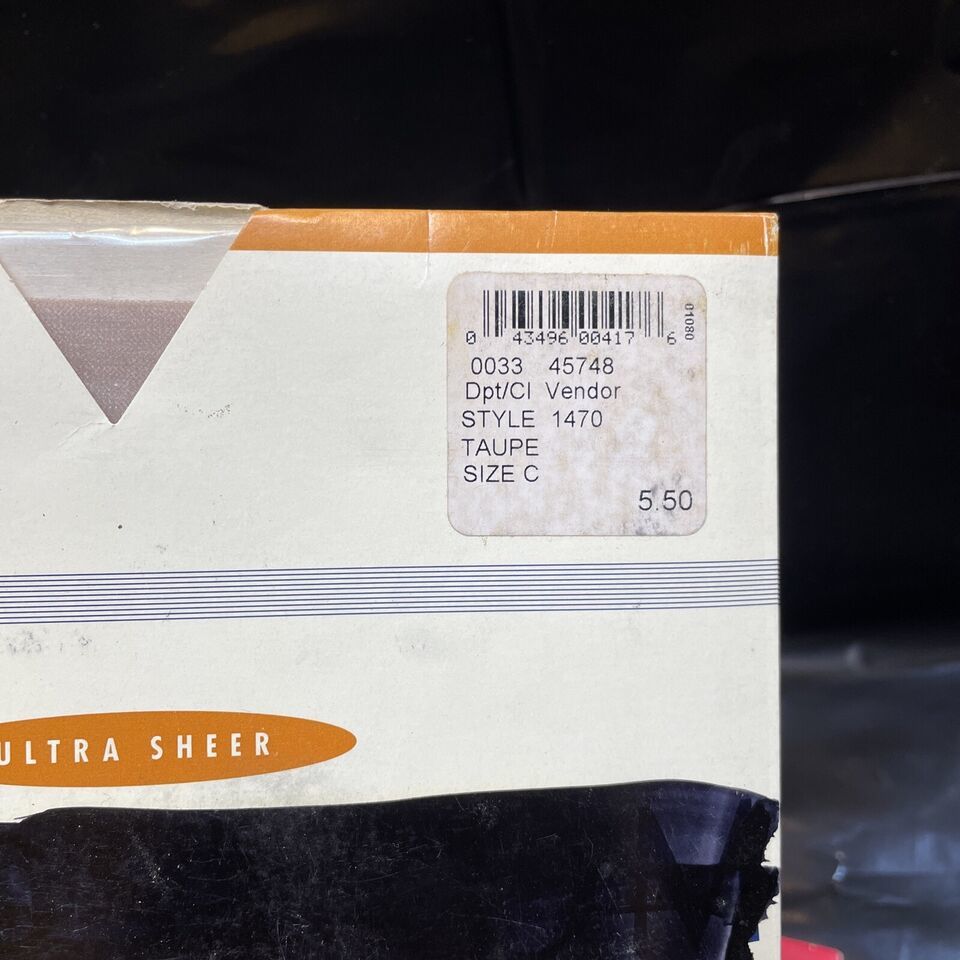 01080
0 43496 00417 6
0033 45748
Dpt/Cl Vendor
STYLE 1470
TAUPE
SIZE C
5.50
ULTRA SHEER